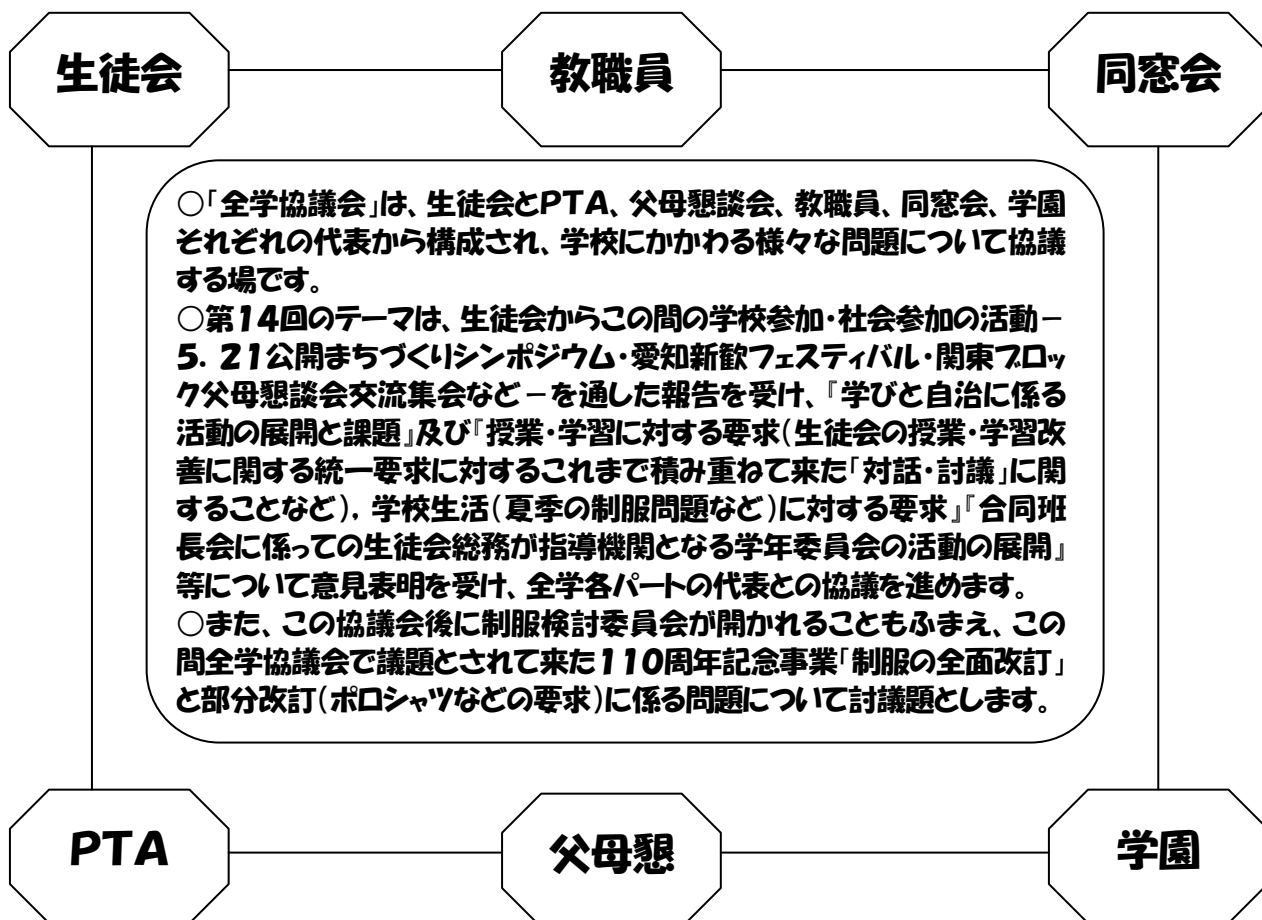 生徒会
教職員
同窓会
○「全学協議会」は、生徒会とPTA、父母懇談会、教職員、同窓会、学園
それぞれの代表から構成され、学校にかかわる様々な問題について協議
する場です。
○第14回のテーマは、生徒会からこの間の学校参加・社会参加の活動－
5．21公開まちづくりシンポジウム・愛知新歓フェスティバル・関東ブロッ
ク父母懇談会交流集会など－を通した報告を受け、『学びと自治に係る
活動の展開と課題』及び『授業・学習に対する要求（生徒会の授業・学習改
善に関する統一要求に対するこれまで積み重ねて来た「対話・討議」に関
することなど）．学校生活（夏季の制服問題など）に対する要求』『合同班
長会に係っての生徒会総務が指導機関となる学年委員会の活動の展開』
等について意見表明を受け、全学各パートの代表との協議を進めます。
○また、この協議会後に制服検討委員会が開かれることもふまえ、この
間全学協議会で議題とされて来た110周年記念事業「制服の全面改訂」
と部分改訂（ポロシャツなどの要求）に係る問題について討議題とします。
PTA
父母懇
学園